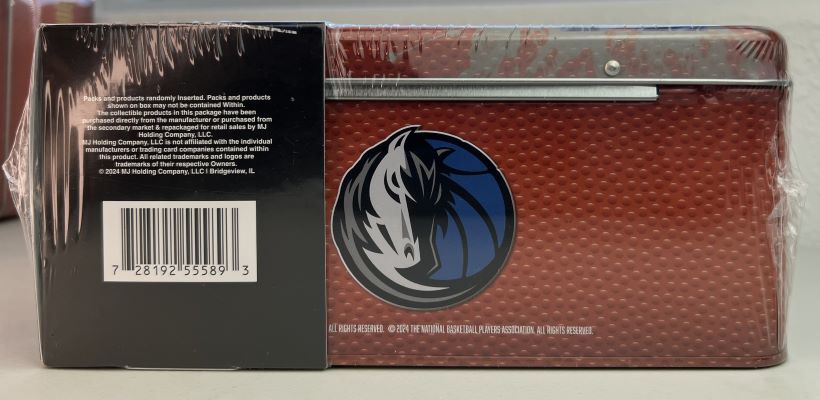 Packs and products randomly inserted. Packs and products
shown on box may not be contained Within.
The collectible products in this package have been
purchased directly from the manufacturer or purchased from
the secondary market & repackaged for retail sales by MJ
Holding Company, LLC.
MJ Holding Company, LLC is not affiliated with the individual
manufacturers or trading card companies contained within
this product. All related trademarks and logos are
trademarks of their respective Owners.
© 2024 MJ Holding Company, LLC | Bridgeview, IL
7 28192 55589 3
ALL RIGHTS RESERVED. © 2024 THE NATIONAL BASKETBALL PLAYERS ASSOCIATION. ALL RIGHTS RESERVED.